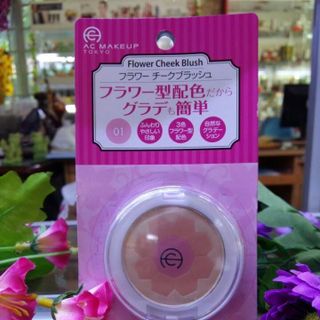 AC MAKEUP
TOKYO
Flower Cheek Blush
フラワー チークブラッシュ
フラワー型配色だから
グラデも簡単
01
ふんわり
やさしい
印象
3色
フラワー型
配色
自然な
グラデー
ション